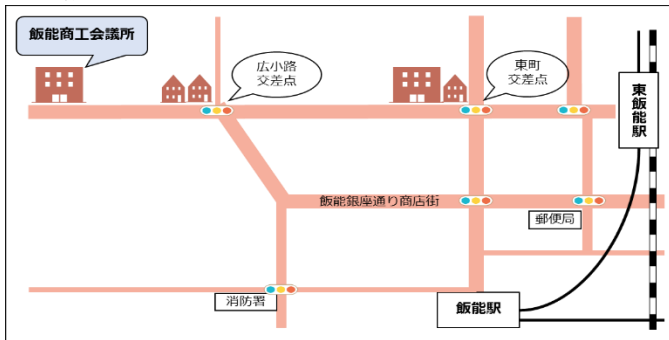 飯能商工会議所
広小路
交差点
東町
交差点
東飯能駅
飯能銀座通り商店街
郵便局
消防署
飯能駅